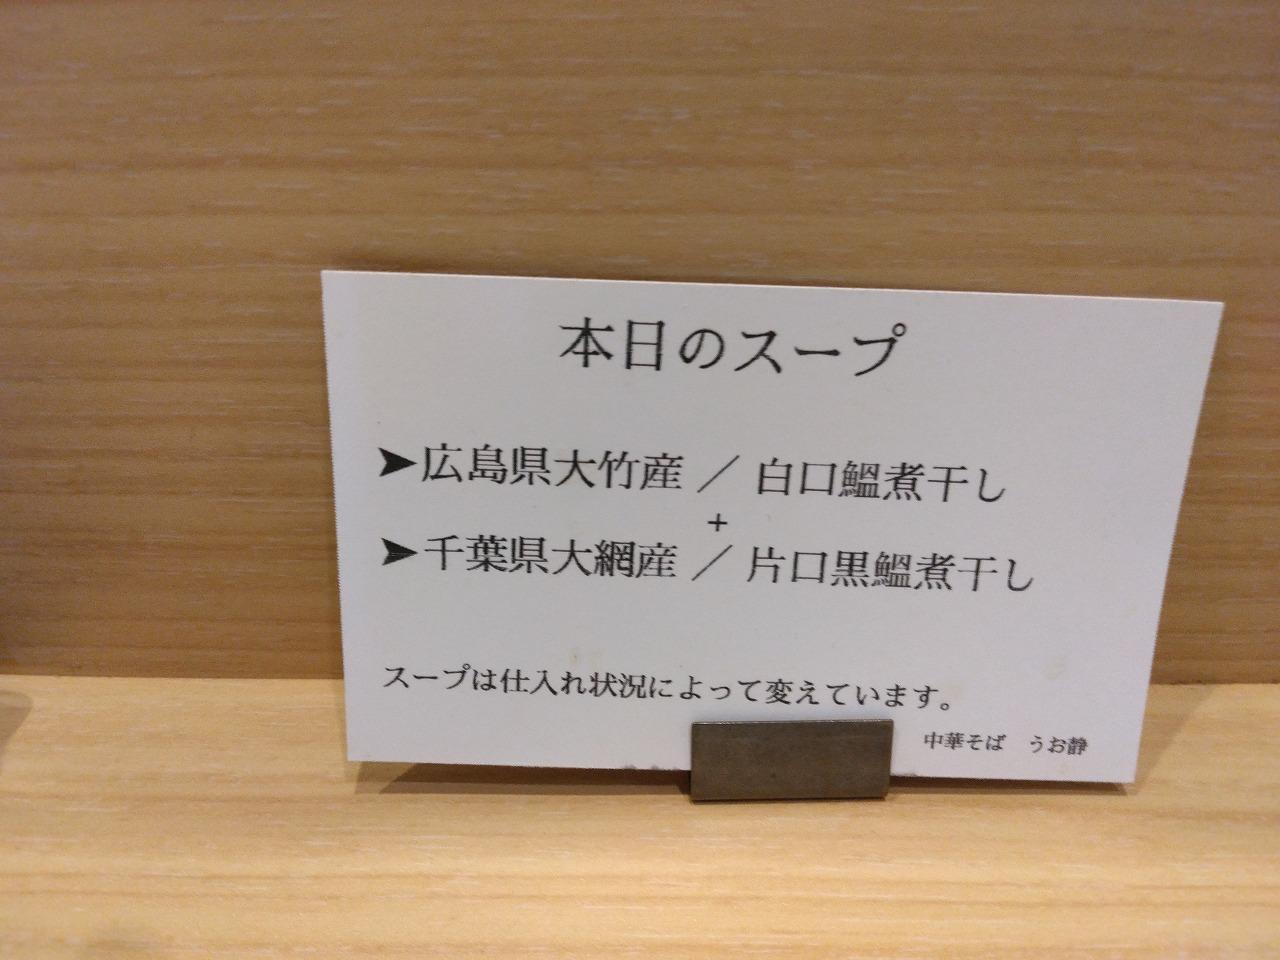 本日のスープ
➤広島県大竹産 ／ 白口鰮煮干し
+
➤千葉県大網産 ／ 片口黒鰮煮干し
スープは仕入れ状況によって変えています。
中華そば　うお静